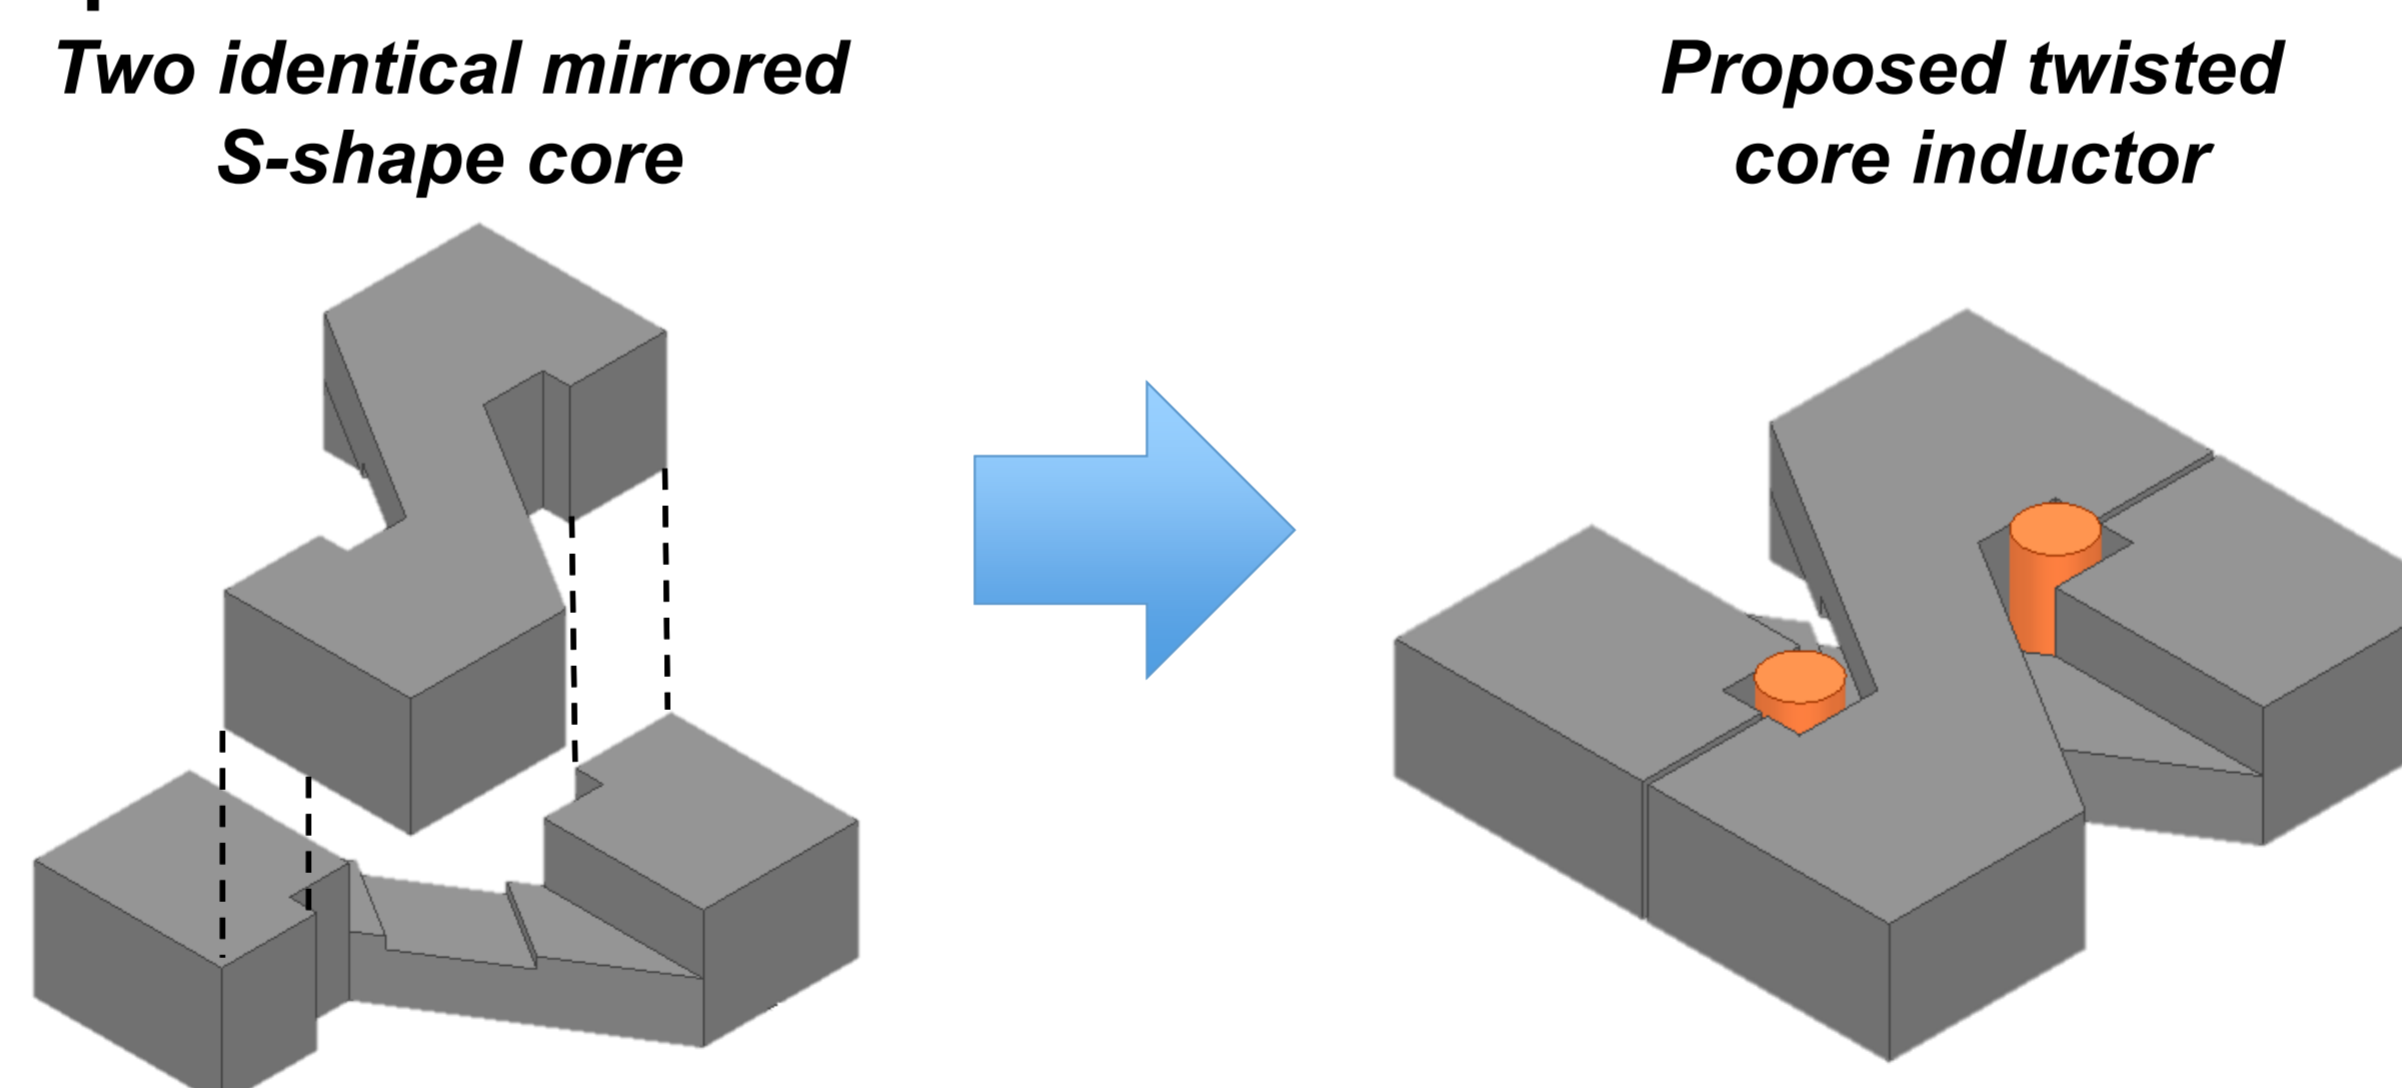 Two identical mirrored
S-shape core
Proposed twisted
core inductor